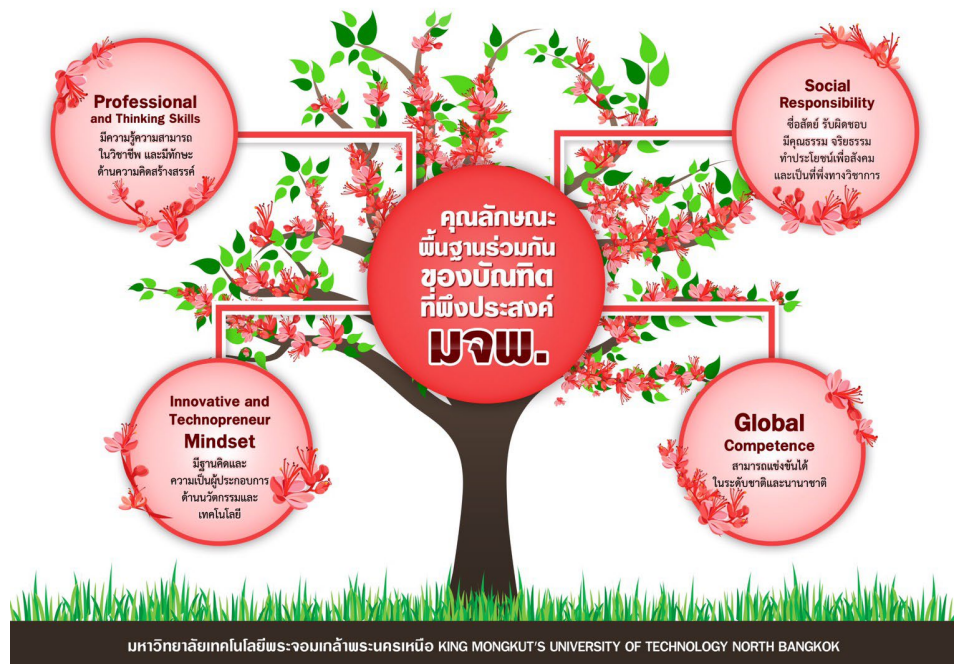 Professional
and Thinking Skills
มีความรู้ความสามารถ
ในวิชาชีพ และมีทักษะ
ด้านความคิดสร้างสรรค์
Social
Responsibility
ซื่อสัตย์ รับผิดชอบ
มีคุณธรรม จริยธรรม
ทำประโยชน์เพื่อสังคม
และเป็นที่พึ่งทางวิชาการ
คุณลักษณะ
พื้นฐานร่วมกัน
ของบัณฑิต
ที่พึงประสงค์
มจพ.
Innovative and
Technopreneur
Mindset
มีฐานคิดและ
ความเป็นผู้ประกอบการ
ด้านนวัตกรรมและ
เทคโนโลยี
Global
Competence
สามารถแข่งขันได้
ในระดับชาติและนานาชาติ
มหาวิทยาลัยเทคโนโลยีพระจอมเกล้าพระนครเหนือ KING MONGKUT'S UNIVERSITY OF TECHNOLOGY NORTH BANGKOK